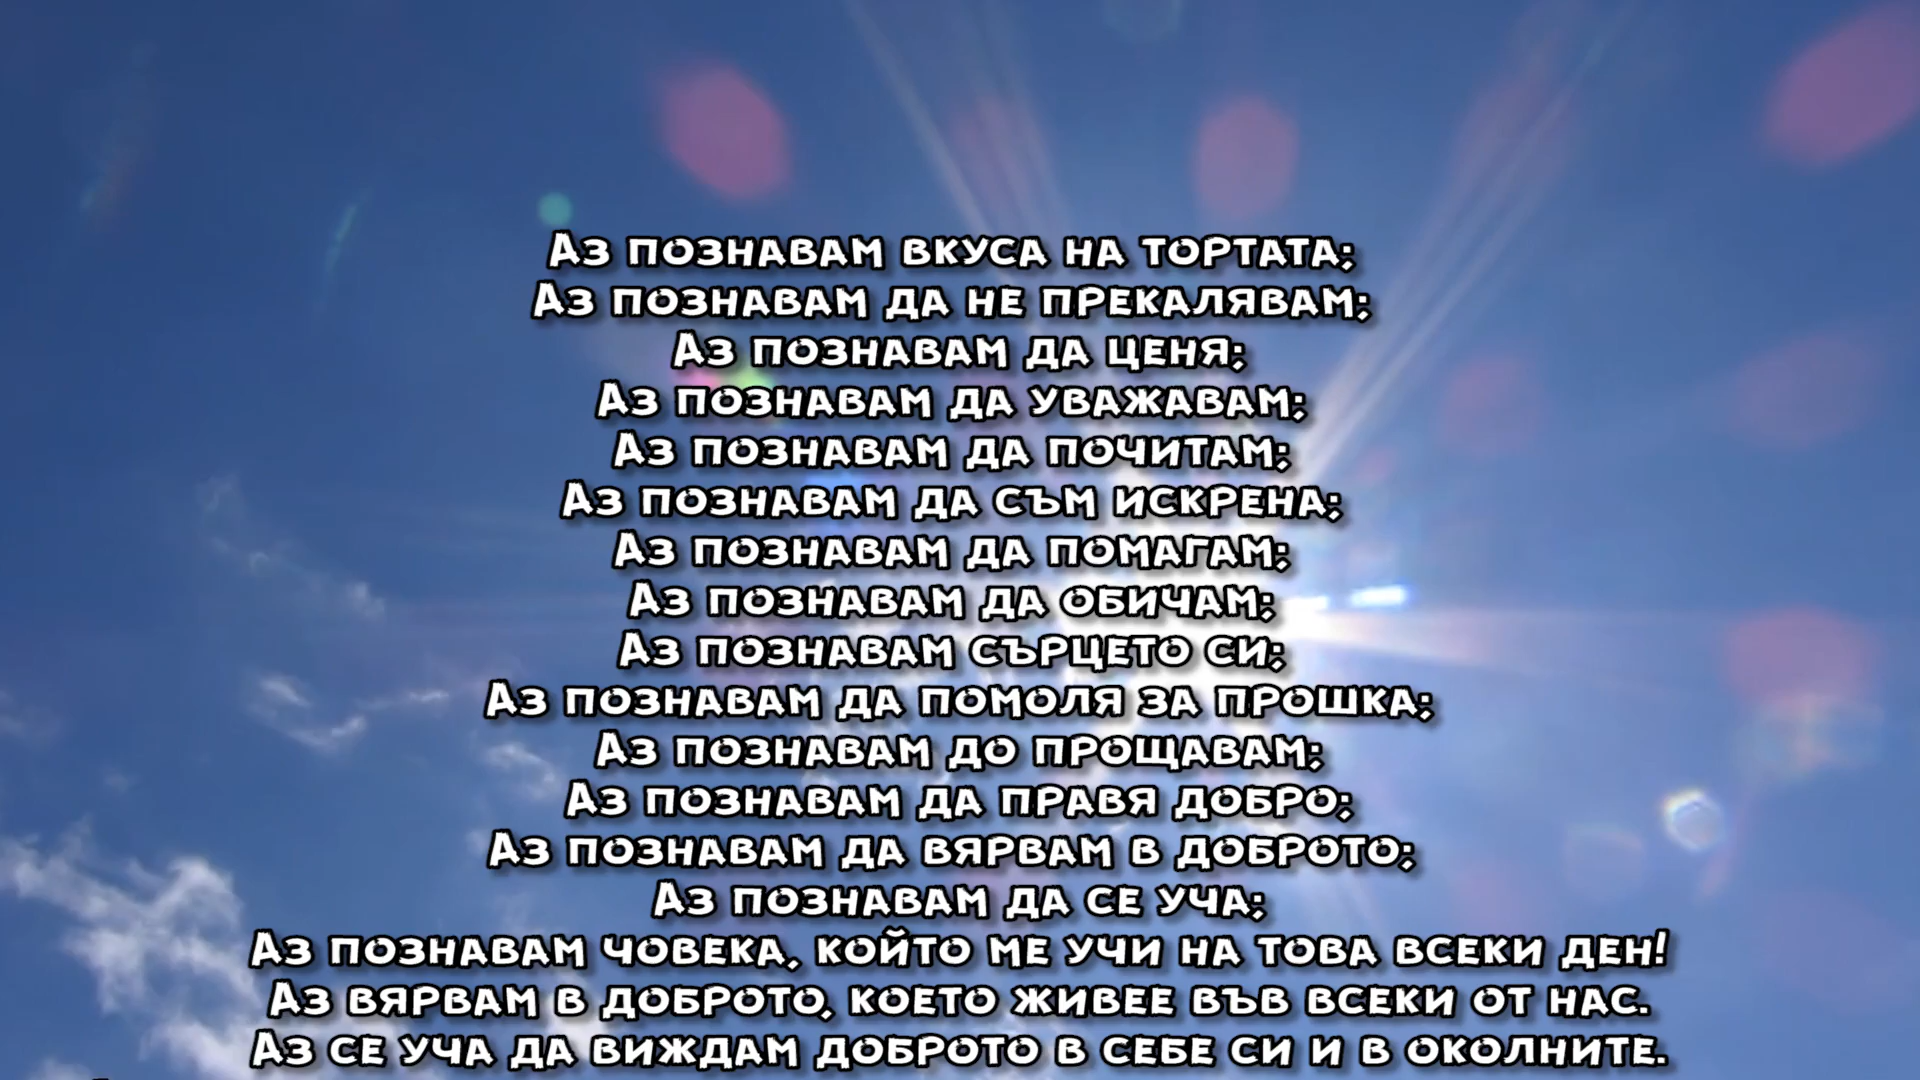 Аз познавам вкуса на тортата;
Аз познавам да не прекалявам;
Аз познавам да ценя;
Аз познавам да уважавам;
Аз познавам да почитам;
Аз познавам да съм искрена;
Аз познавам да помагам;
Аз познавам да обичам;
Аз познавам сърцето си;
Аз познавам да помоля за прошка;
Аз познавам до прощавам;
Аз познавам да правя добро;
Аз познавам да вярвам в доброто;
Аз познавам да се уча;
Аз познавам човека, който ме учи на това всеки ден!
Аз вярвам в доброто, което живее във всеки от нас.
Аз се уча да виждам доброто в себе си и в околните.